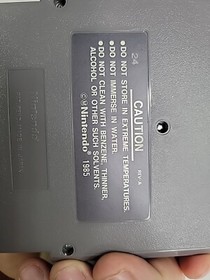 24
CAUTION
REV-A
• DO NOT STORE IN EXTREME TEMPERATURES.
• DO NOT IMMERSE IN WATER.
• DO NOT CLEAN WITH BENZENE, THINNER,
ALCOHOL OR OTHER SUCH SOLVENTS.
©Nintendo® 1985